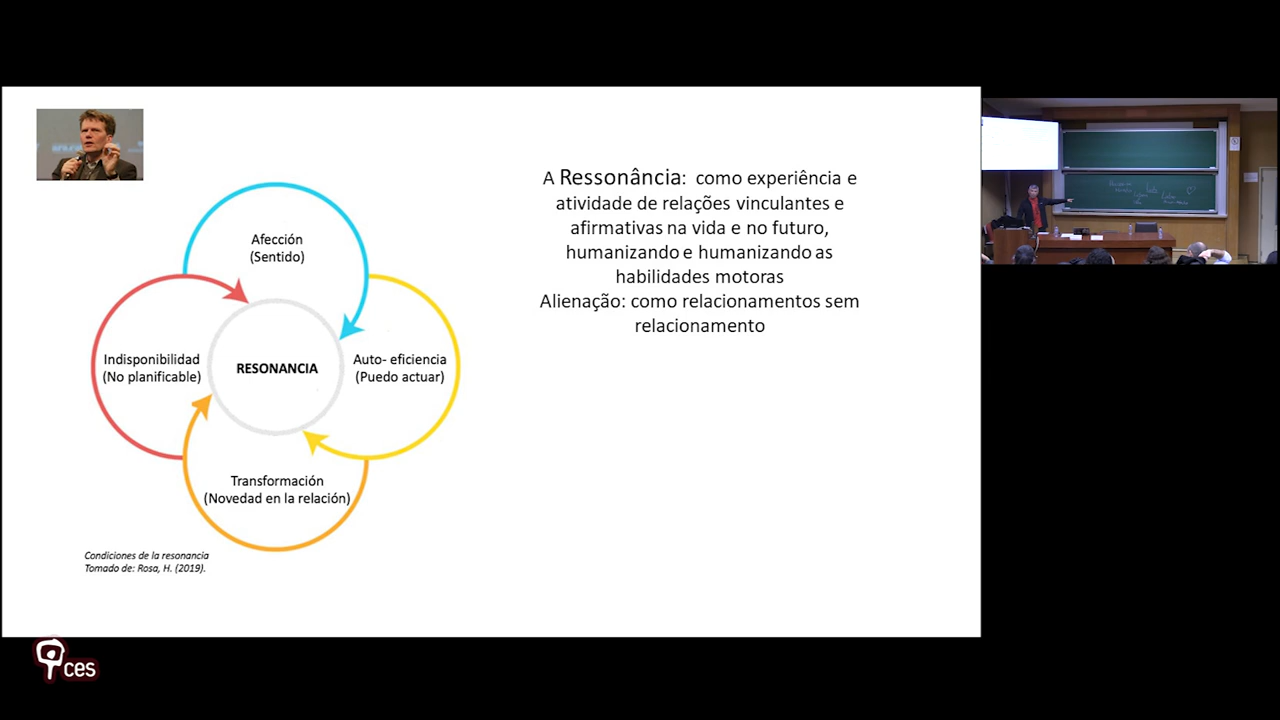 Afección
(Sentido)
Indisponibilidad
(No planificable)
RESONANCIA
Auto- eficiencia
(Puedo actuar)
Transformación
(Novedad en la relación)
Condiciones de la resonancia
Tomado de: Rosa, H. (2019).
A Ressonância: como experiência e
atividade de relações vinculantes e
afirmativas na vida e no futuro,
humanizando e humanizando as
habilidades motoras
Alienação: como relacionamentos sem
relacionamento
ces